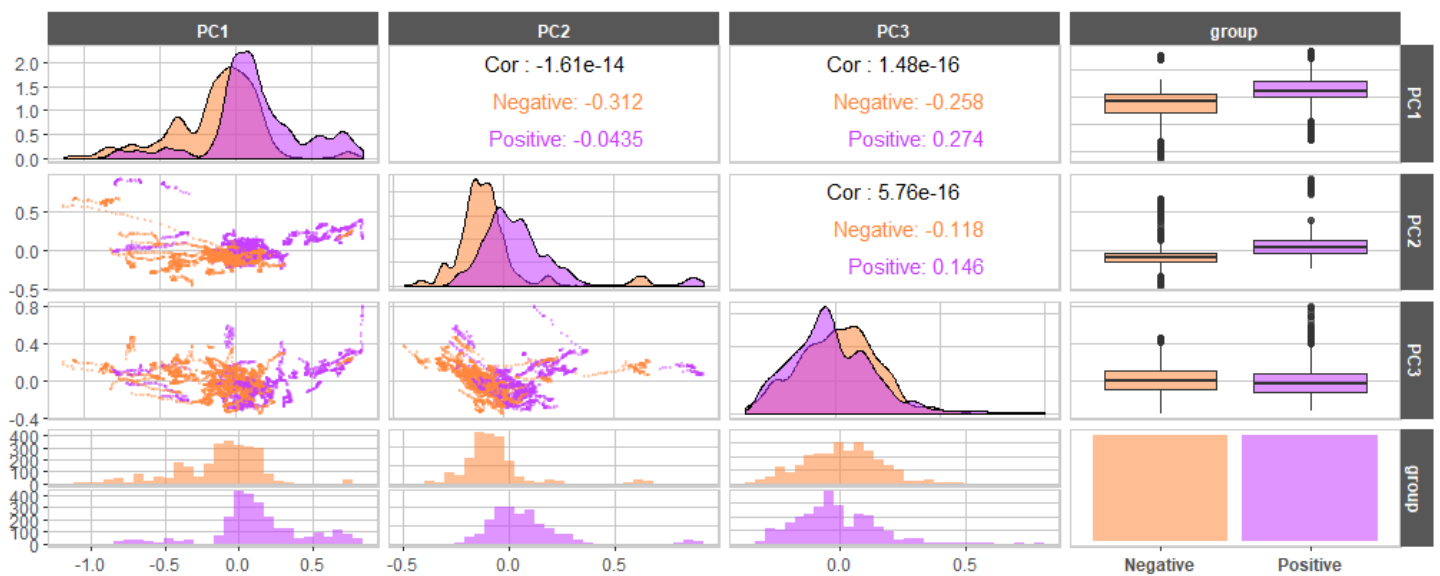 PC1 PC2 PC3 group
2.0
1.5
1.0
0.5
0.0
Cor : -1.61e-14
Negative: -0.312
Positive: -0.0435
Cor : 1.48e-16
Negative: -0.258
Positive: 0.274
PC1
0.5
0.0
-0.5
Cor : 5.76e-16
Negative: -0.118
Positive: 0.146
PC2
0.8
0.4
0.0
-0.4
PC3
400
300
200
100
0
400
300
200
100
0
group
-1.0 -0.5 0.0 0.5 -0.5 0.0 0.5 0.0 0.5 Negative Positive